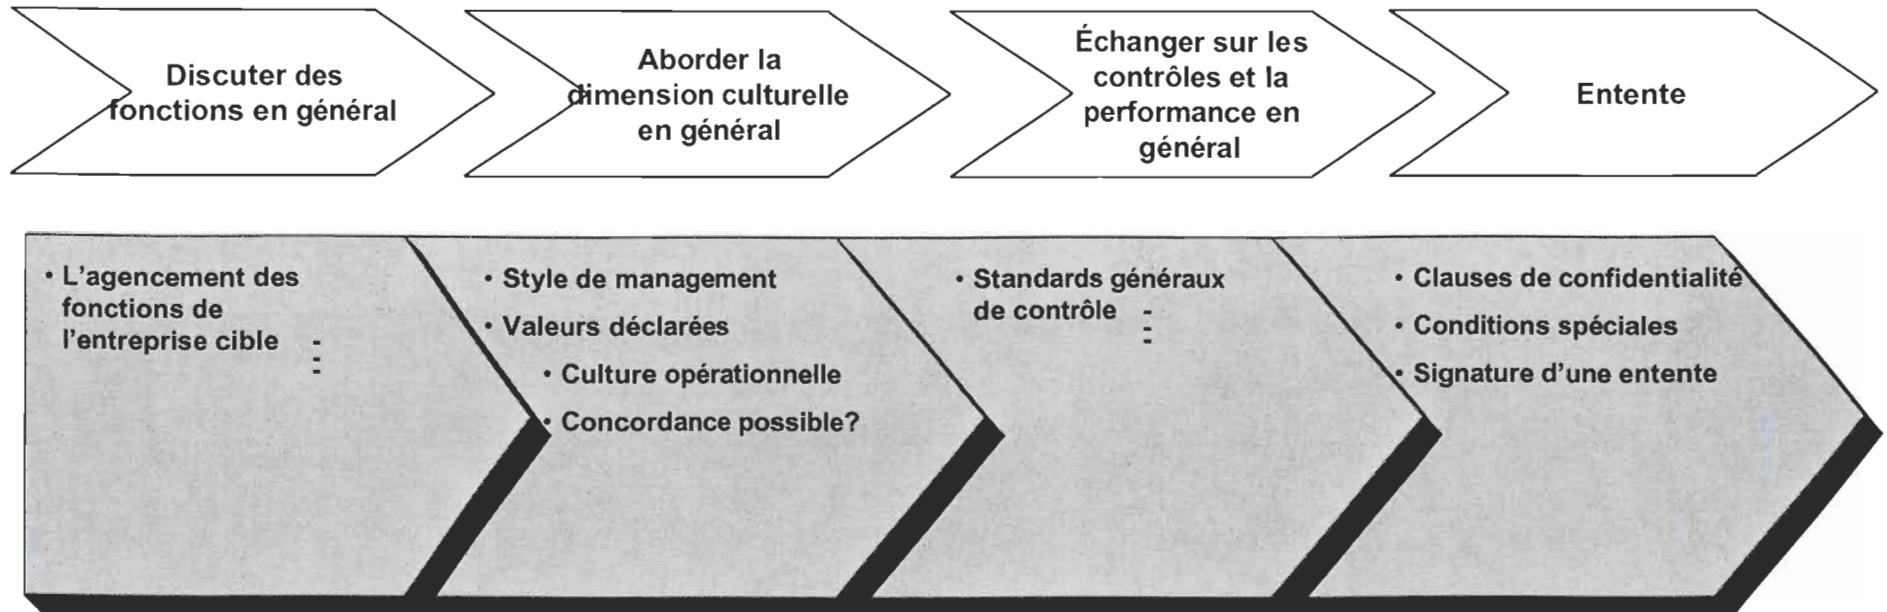 Discuter des
fonctions en général
Aborder la
dimension culturelle
en général
Échanger sur les
contrôles et la
performance en
général
Entente
• L'agencement des
fonctions de
l'entreprise cible
• Style de management
• Valeurs déclarées
• Culture opérationnelle
• Concordance possible?
• Standards généraux
de contrôle
• Clauses de confidentialité
• Conditions spéciales
• Signature d'une entente